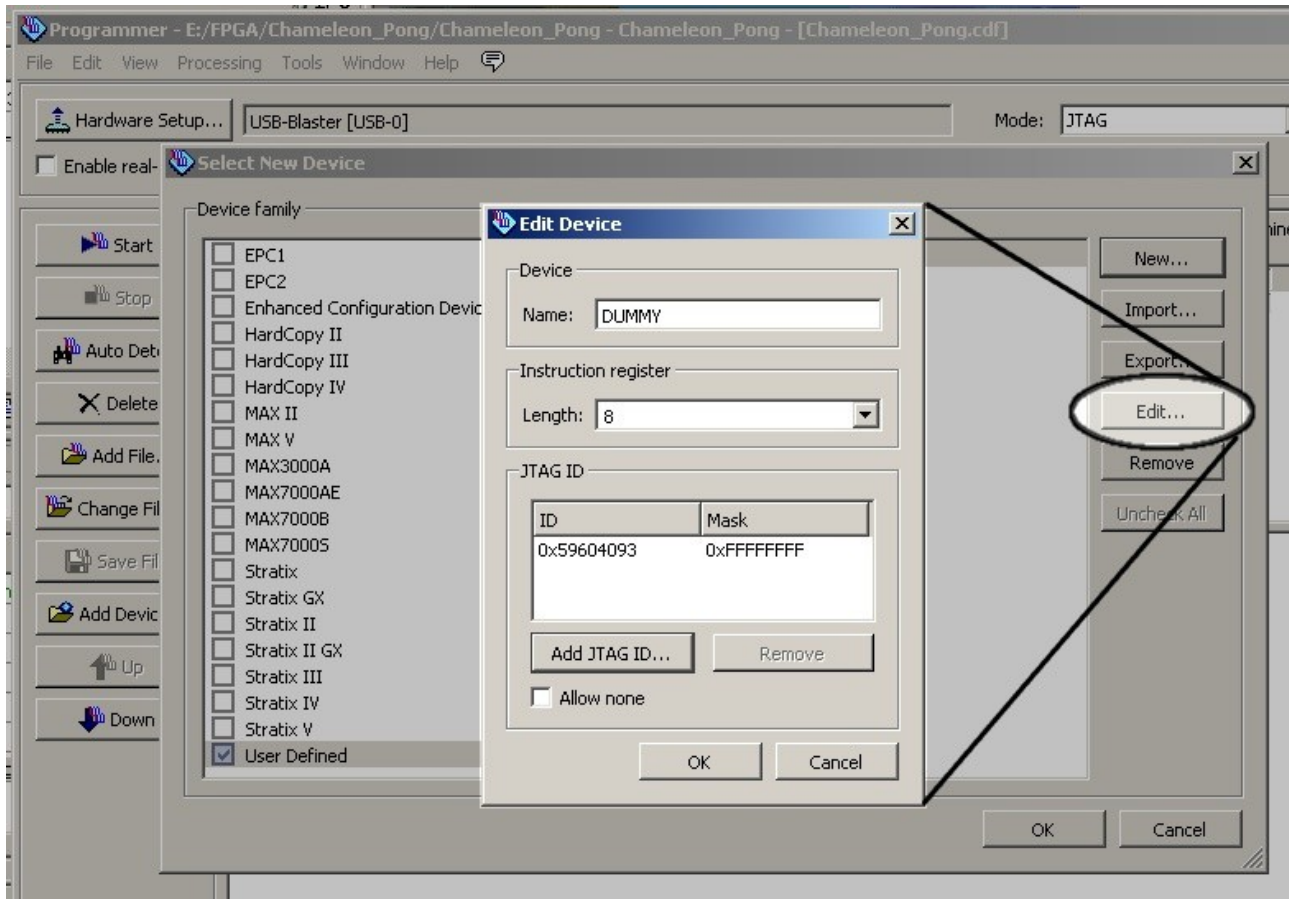 Programmer - E:/FPGA/Chameleon_Pong/Chameleon_Pong - Chameleon_Pong - [Chameleon_Pong.cdf]
File Edit View Processing Tools Window Help
Hardware Setup... USB-Blaster [USB-0] Mode: JTAG
Enable real-
Select New Device
Device family
Start
Stop
Auto Dete
Delete
Add File.
Change Fil
Save Fil
Add Devic
Up
Down
EPC1
EPC2
Enhanced Configuration Devic
HardCopy II
HardCopy III
HardCopy IV
MAX II
MAX V
MAX3000A
MAX7000AE
MAX7000B
MAX7000S
Stratix
Stratix GX
Stratix II
Stratix II GX
Stratix III
Stratix IV
Stratix V
User Defined
Edit Device
Device
Name: DUMMY
Instruction register
Length: 8
JTAG ID
ID Mask
0x59604093 0xFFFFFFFF
Add JTAG ID... Remove
Allow none
OK Cancel
New...
Import...
Export...
Edit...
Remove
Uncheck All
OK Cancel